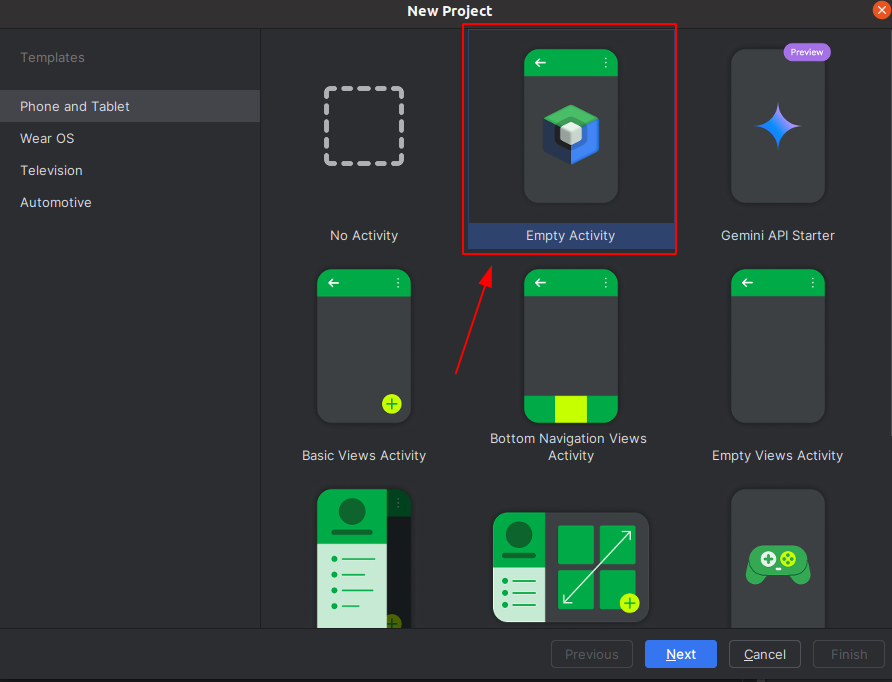 New Project
Templates
Phone and Tablet
Wear OS
Television
Automotive
No Activity
Empty Activity
Preview
Gemini API Starter
Basic Views Activity
Bottom Navigation Views
Activity
Empty Views Activity
Previous
Next
Cancel
Finish